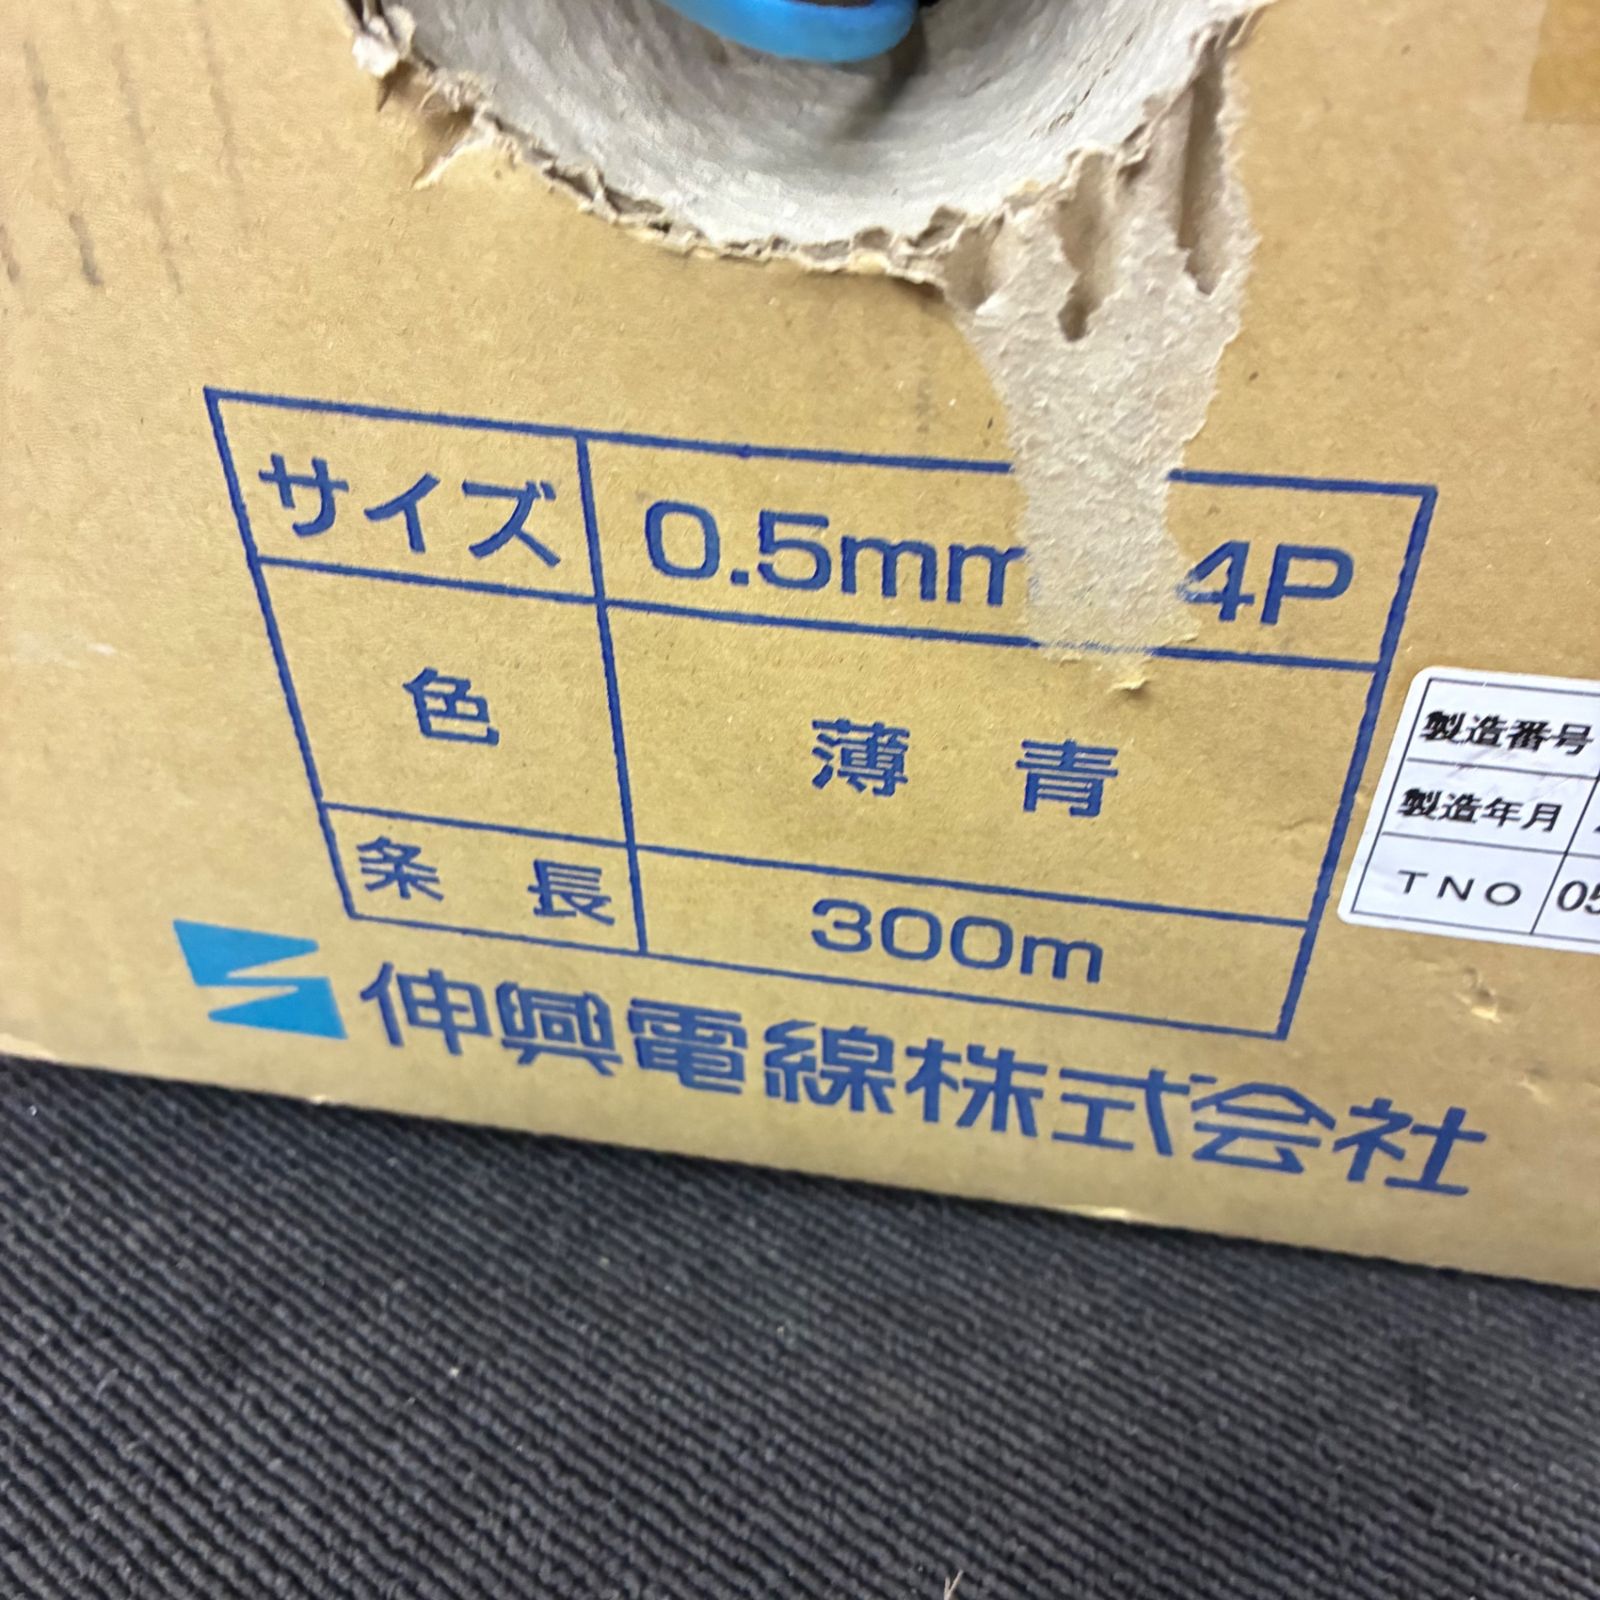 サイズ 0.5mm 4P
色 薄青
条長 300m
伸興電線株式会社
製造番号
製造年月
TNO 05